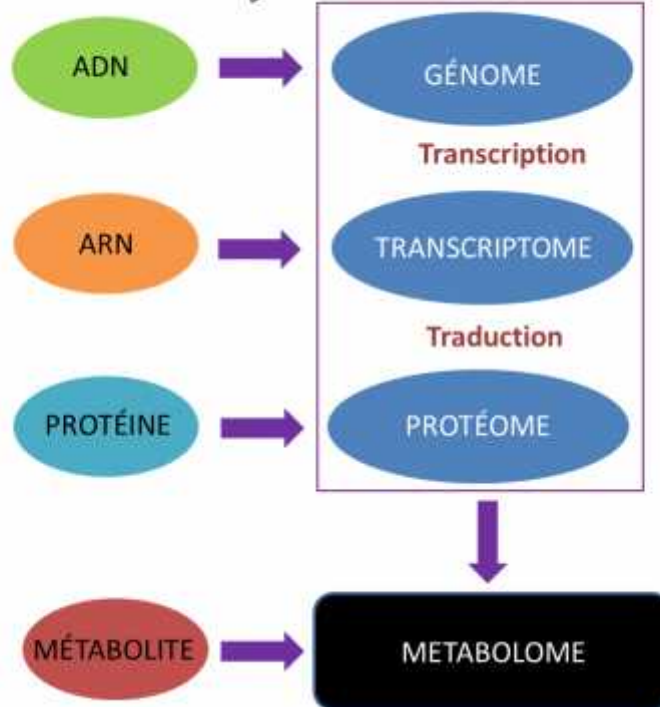 ADN
GÉNOME
Transcription
ARN
TRANSCRIPTOME
Traduction
PROTÉINE
PROTÉOME
MÉTABOLITE
METABOLOME